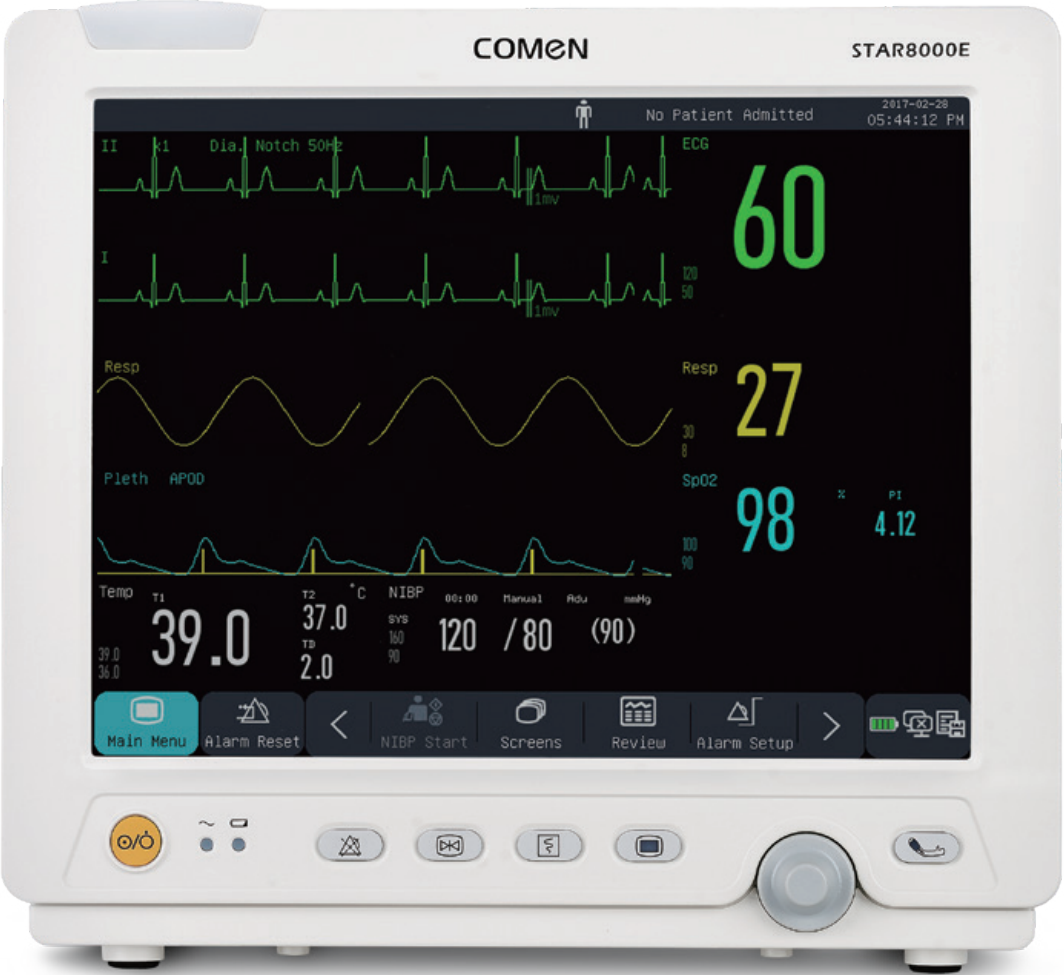 COMEN
STAR8000E
No Patient Admitted
2017-02-28
05:44:12 PM
II x1 Dia. Notch 50Hz
1mv
ECG
60
120
50
I
1mv
Resp
Resp
27
30
8
Pleth APOD
SpO2
98
%
PI
4.12
100
90
Temp
T1
39.0
39.0
36.0
T2
°C
37.0
TD
2.0
NIBP 00:00 Manual Adu mmHg
SYS
160
90
120 / 80 (90)
Main Menu
Alarm Reset
NIBP Start
Screens
Review
Alarm Setup